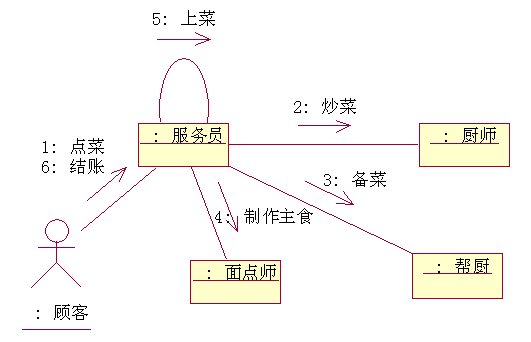 5: 上菜
: 服务员
2: 炒菜
: 厨师
1: 点菜
6: 结账
3: 备菜
4: 制作主食
: 面点师
: 帮厨
: 顾客